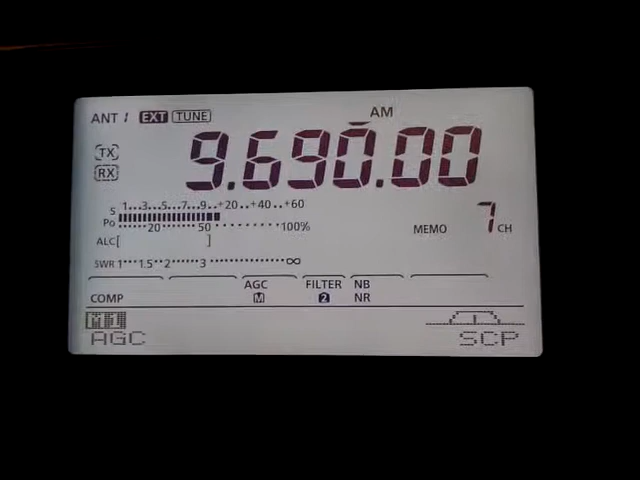 ANT 1 EXT TUNE AM
TX
RX
9.690.00
S 1...3...5...7...9..+20..+40..+60
Po 20 50 100%
MEMO 7 CH
ALC[ ]
SWR 1 1.5 2 3 ∞
AGC FILTER NB
COMP M 2 NR
AGC SCP